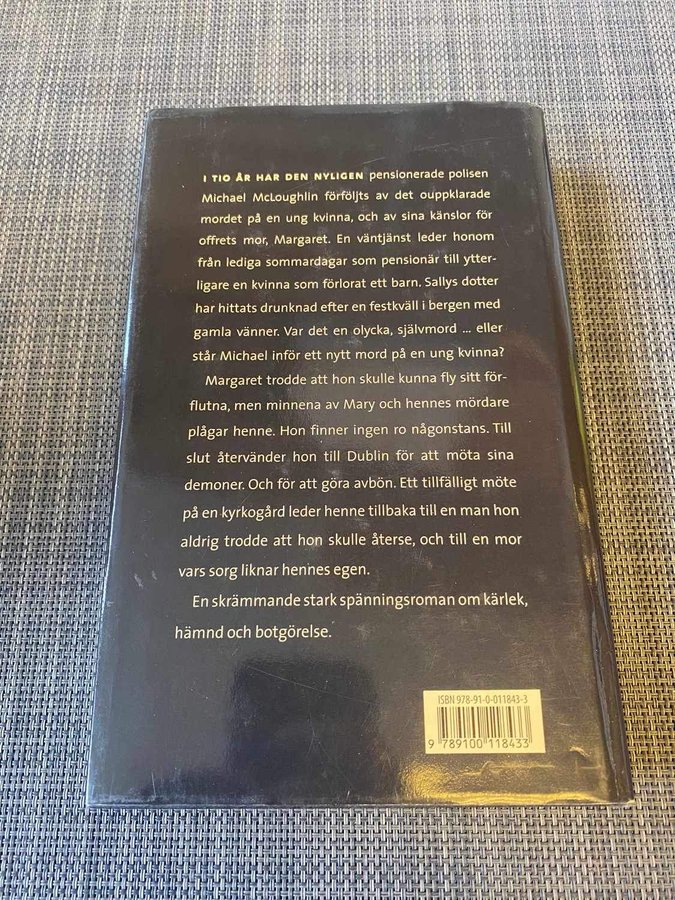 I TIO ÅR HAR DEN NYLIGEN pensionerade polisen
Michael McLoughlin förföljts av det ouppklarade
mordet på en ung kvinna, och av sina känslor för
offrets mor, Margaret. En väntjänst leder honom
från lediga sommardagar som pensionär till ytter-
ligare en kvinna som förlorat ett barn. Sallys dotter
har hittats drunknad efter en festkväll i bergen med
gamla vänner. Var det en olycka, självmord ... eller
står Michael inför ett nytt mord på en ung kvinna?
Margaret trodde att hon skulle kunna fly sitt för-
flutna, men minnena av Mary och hennes mördare
plågar henne. Hon finner ingen ro någonstans. Till
slut återvänder hon till Dublin för att möta sina
demoner. Och för att göra avbön. Ett tillfälligt möte
på en kyrkogård leder henne tillbaka till en man hon
aldrig trodde att hon skulle återse, och till en mor
vars sorg liknar hennes egen.
En skrämmande stark spänningsroman om kärlek,
hämnd och botgörelse.
ISBN 978-91-0-011843-3
9 789100 118433